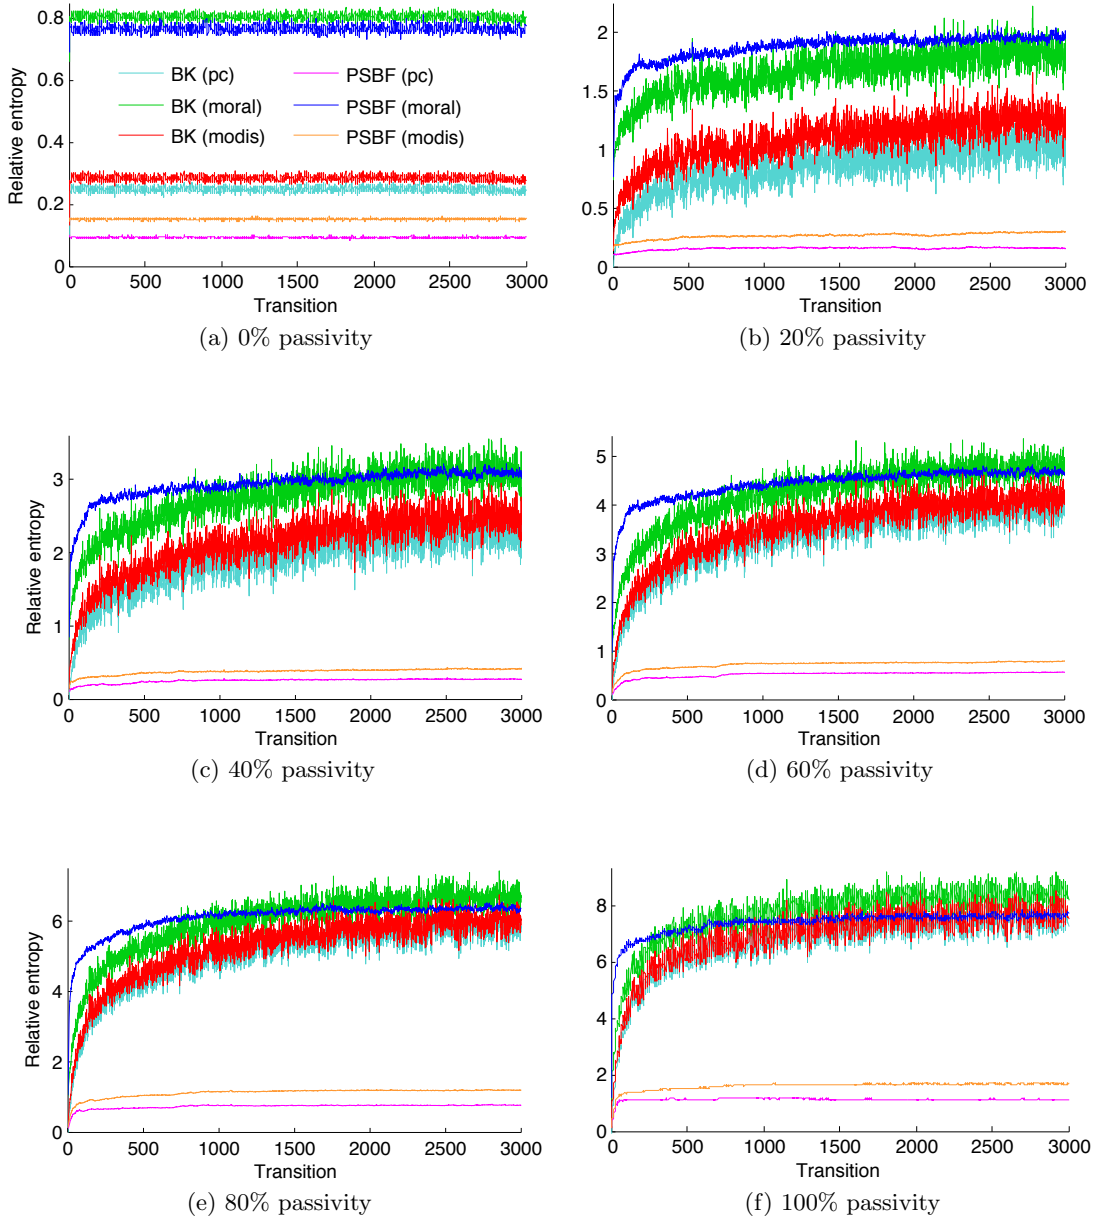 0.8
0.6
0.4
0.2
0
Relative entropy
BK (pc)
PSBF (pc)
BK (moral)
PSBF (moral)
BK (modis)
PSBF (modis)
0 500 1000 1500 2000 2500 3000
Transition
(a) 0% passivity
2
1.5
1
0.5
0
0 500 1000 1500 2000 2500 3000
Transition
(b) 20% passivity
3
2
1
0
Relative entropy
0 500 1000 1500 2000 2500 3000
Transition
(c) 40% passivity
5
4
3
2
1
0
0 500 1000 1500 2000 2500 3000
Transition
(d) 60% passivity
6
4
2
0
Relative entropy
0 500 1000 1500 2000 2500 3000
Transition
(e) 80% passivity
8
6
4
2
0
0 500 1000 1500 2000 2500 3000
Transition
(f) 100% passivity